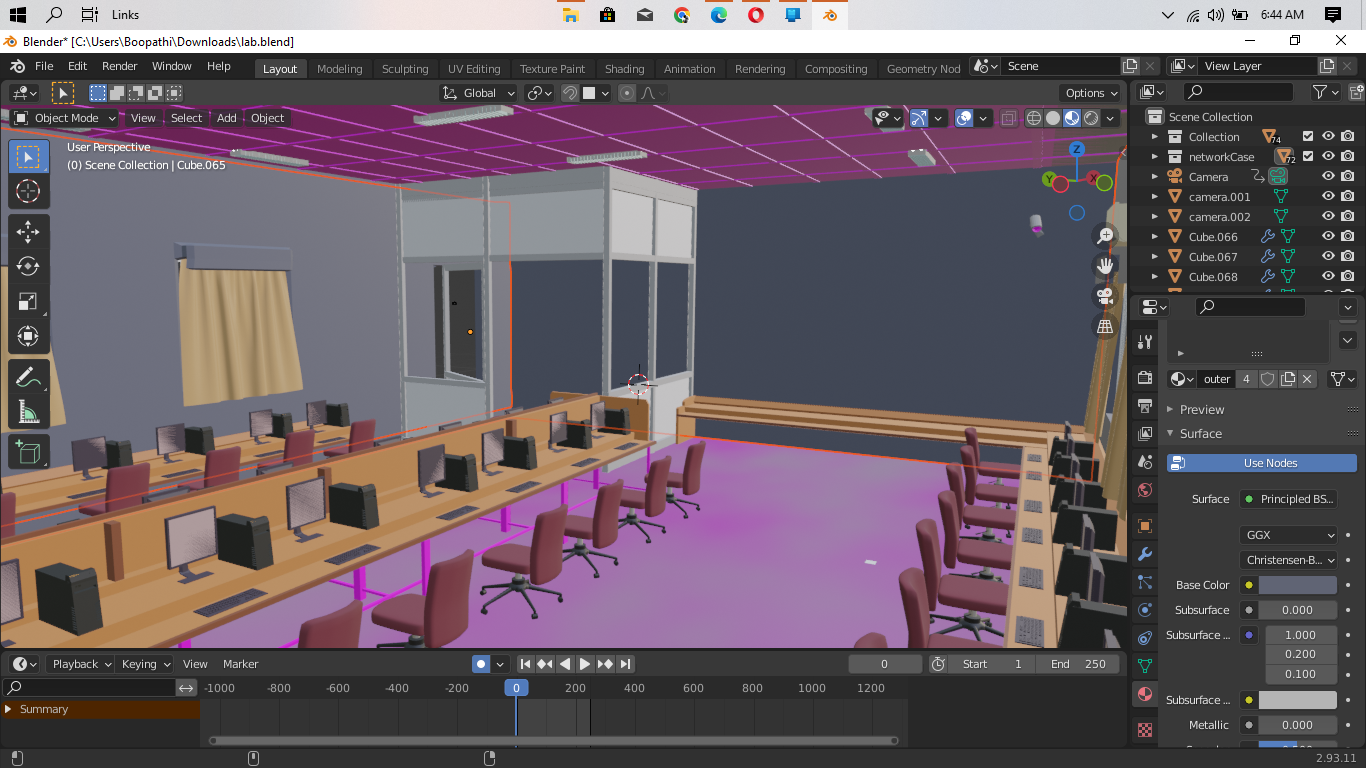 Links
6:44 AM
Blender* [C:\Users\Boopathi\Downloads\lab.blend]
File Edit Render Window Help
Layout Modeling Sculpting UV Editing Texture Paint Shading Animation Rendering Compositing Geometry Nod
Scene
View Layer
Global
Options
Object Mode View Select Add Object
User Perspective
(0) Scene Collection | Cube.065
Z
Y
X
Scene Collection
Collection 74
networkCase 72
Camera
camera.001
camera.002
Cube.066
Cube.067
Cube.068
outer 4
Preview
Surface
Use Nodes
Surface Principled BS...
GGX
Christensen-B...
Base Color
Subsurface 0.000
Subsurface ... 1.000
0.200
0.100
Subsurface ...
Metallic 0.000
Playback Keying View Marker
0
Start 1
End 250
-1000 -800 -600 -400 -200 0 200 400 600 800 1000 1200
Summary
2.93.11